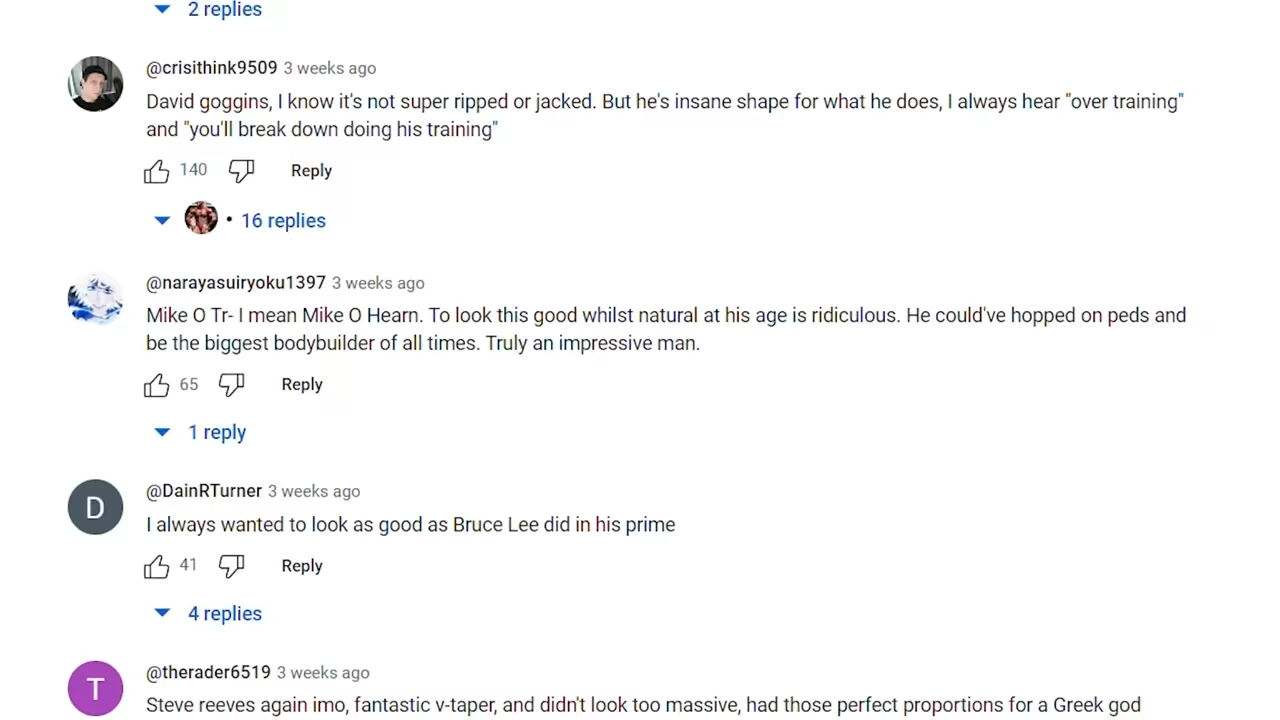 2 replies
@crisithink9509 3 weeks ago
David goggins, I know it's not super ripped or jacked. But he's insane shape for what he does, I always hear "over training"
and "you'll break down doing his training"
140 Reply
• 16 replies
@narayasuiryoku1397 3 weeks ago
Mike O Tr- I mean Mike O Hearn. To look this good whilst natural at his age is ridiculous. He could've hopped on peds and
be the biggest bodybuilder of all times. Truly an impressive man.
65 Reply
1 reply
D
@DainRTurner 3 weeks ago
I always wanted to look as good as Bruce Lee did in his prime
41 Reply
4 replies
T
@therader6519 3 weeks ago
Steve reeves again imo, fantastic v-taper, and didn't look too massive, had those perfect proportions for a Greek god